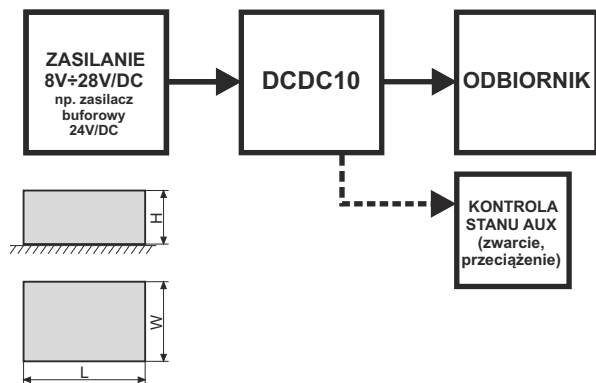 ZASILANIE
8V÷28V/DC
np. zasilacz
buforowy
24V/DC
DCDC10
ODBIORNIK
KONTROLA
STANU AUX
(zwarcie,
przeciążenie)
H
W
L